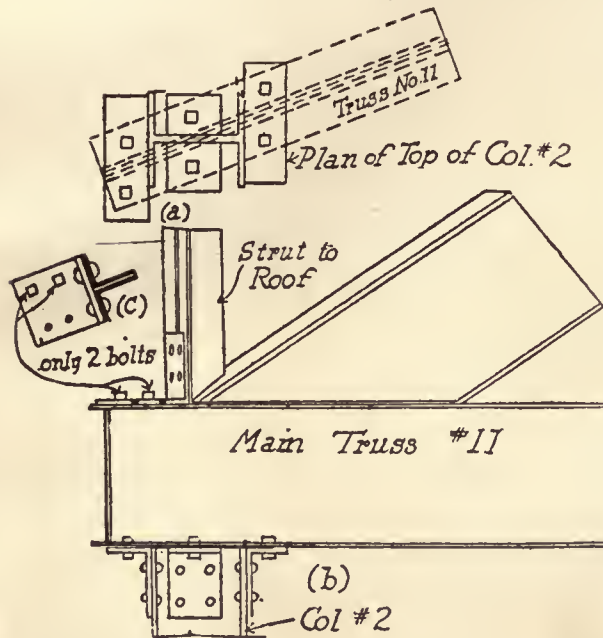 Truss No.11
Plan of Top of Col.#2
(a)
Strut to
Roof
(c)
only 2 bolts
Main Truss #11
(b)
Col #2